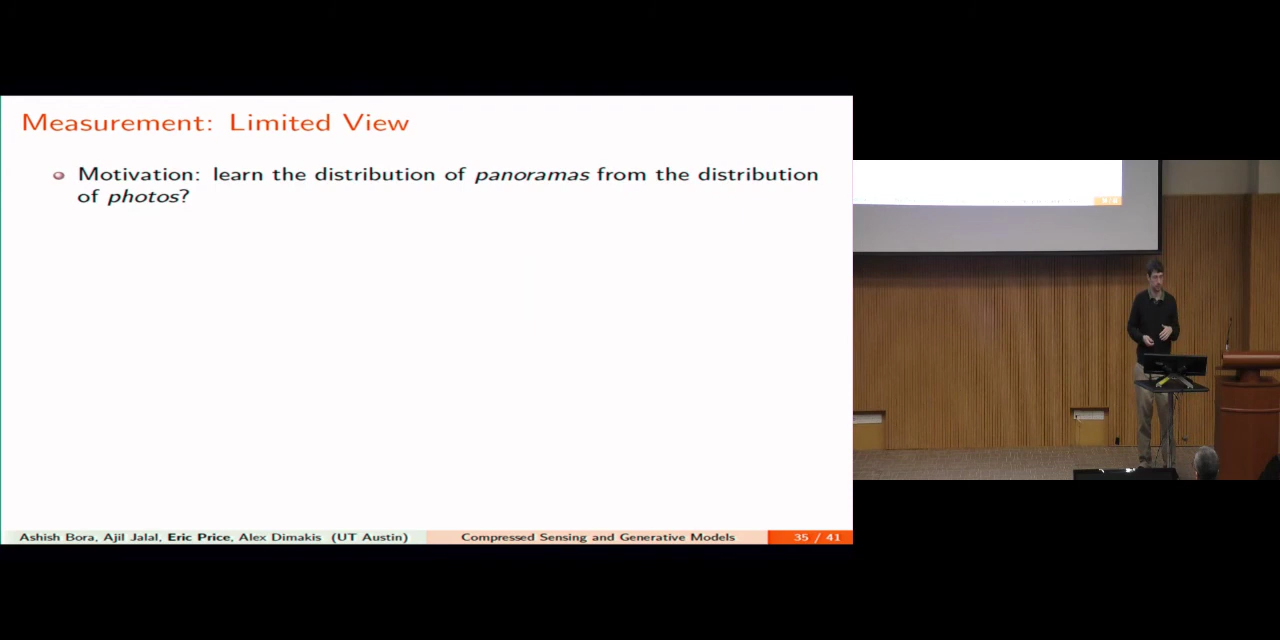 Measurement: Limited View
Motivation: learn the distribution of panoramas from the distribution
of photos?
Ashish Bora, Ajil Jalal, Eric Price, Alex Dimakis (UT Austin)
Compressed Sensing and Generative Models
35 / 41